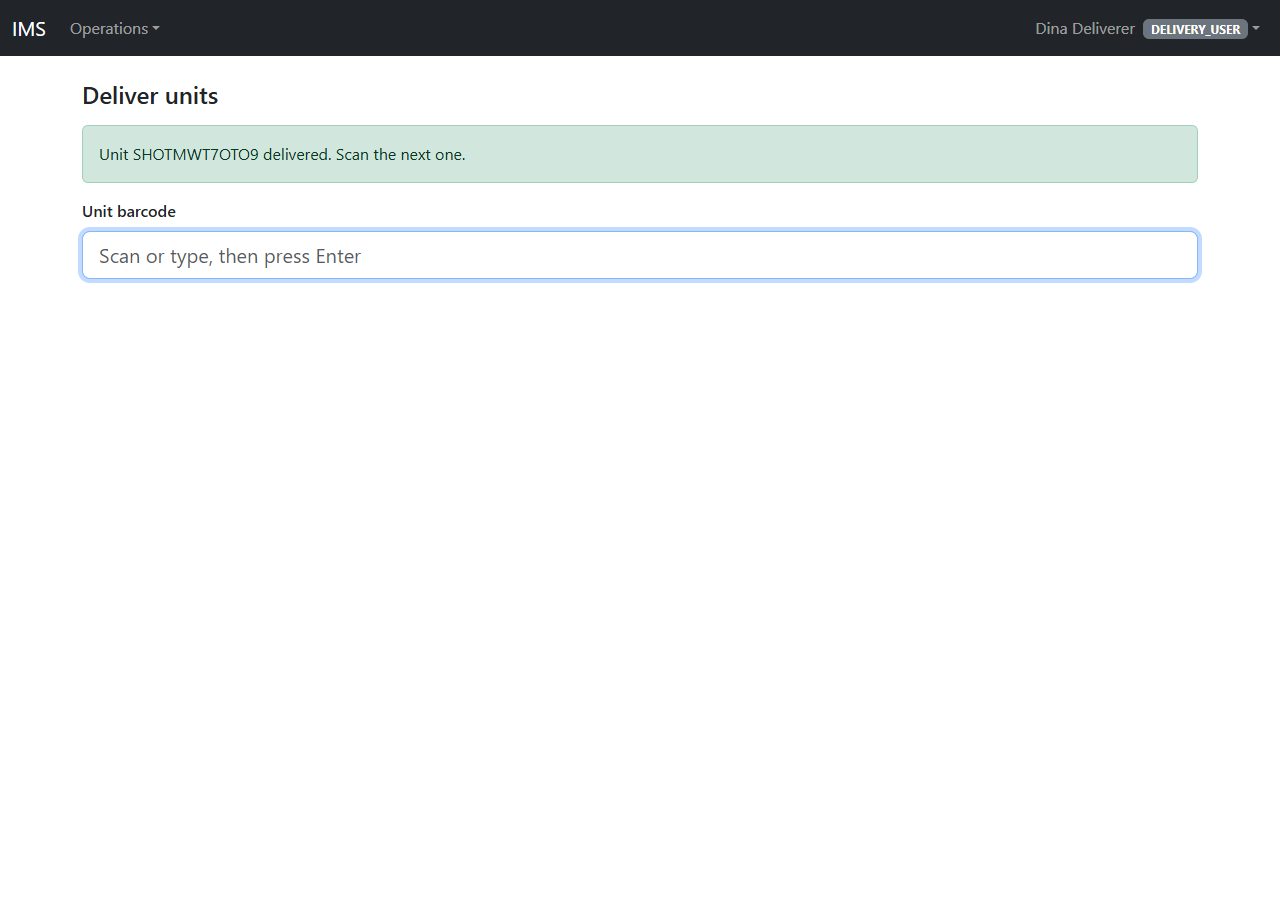 IMS Operations Dina Deliverer DELIVERY_USER
Deliver units
Unit SHOTMWT7OTO9 delivered. Scan the next one.
Unit barcode
Scan or type, then press Enter